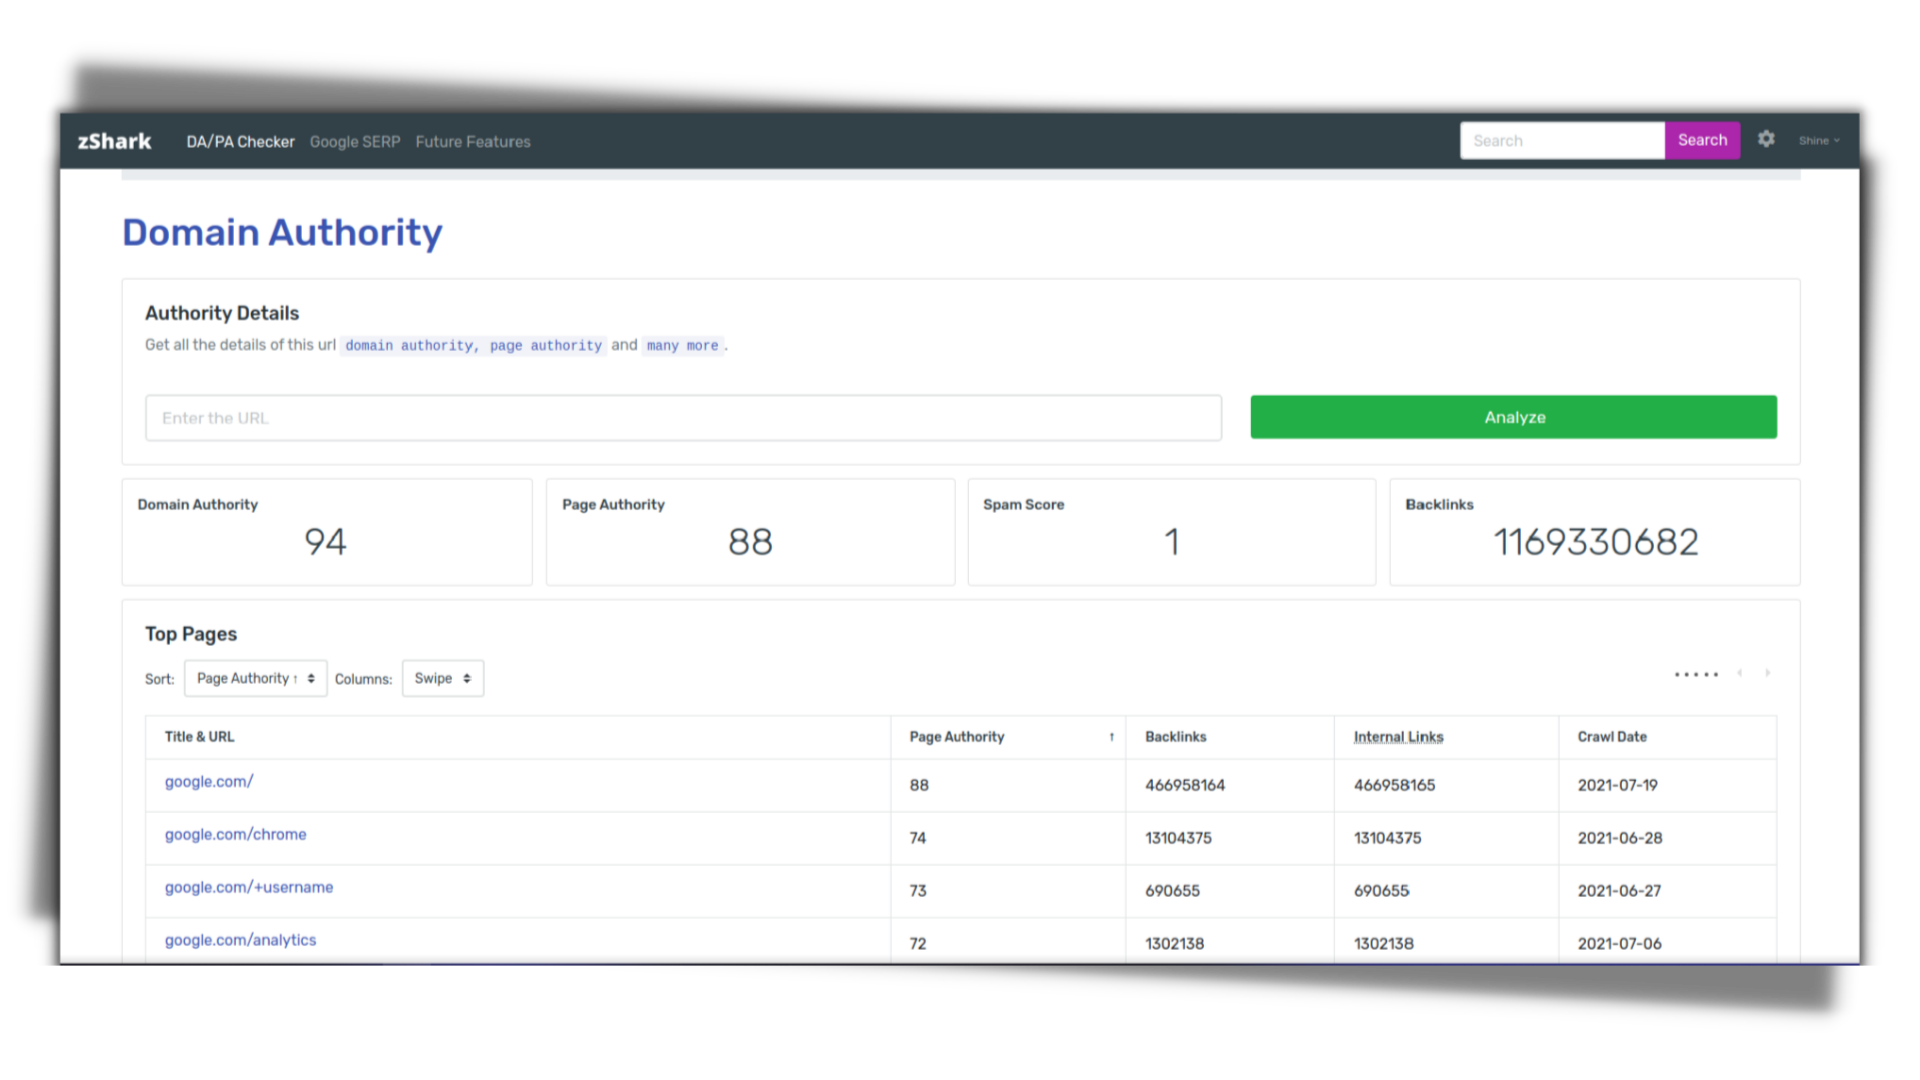 zShark DA/PA Checker Google SERP Future Features Search Search Shine
Domain Authority
Authority Details
Get all the details of this url domain authority, page authority and many more.
Enter the URL Analyze
Domain Authority Page Authority Spam Score Backlinks
94 88 1 1169330682
Top Pages
Sort: Page Authority ↑ Columns: Swipe
Title & URL Page Authority ↑ Backlinks Internal Links Crawl Date
google.com/ 88 466958164 466958165 2021-07-19
google.com/chrome 74 13104375 13104375 2021-06-28
google.com/+username 73 690655 690655 2021-06-27
google.com/analytics 72 1302138 1302138 2021-07-06